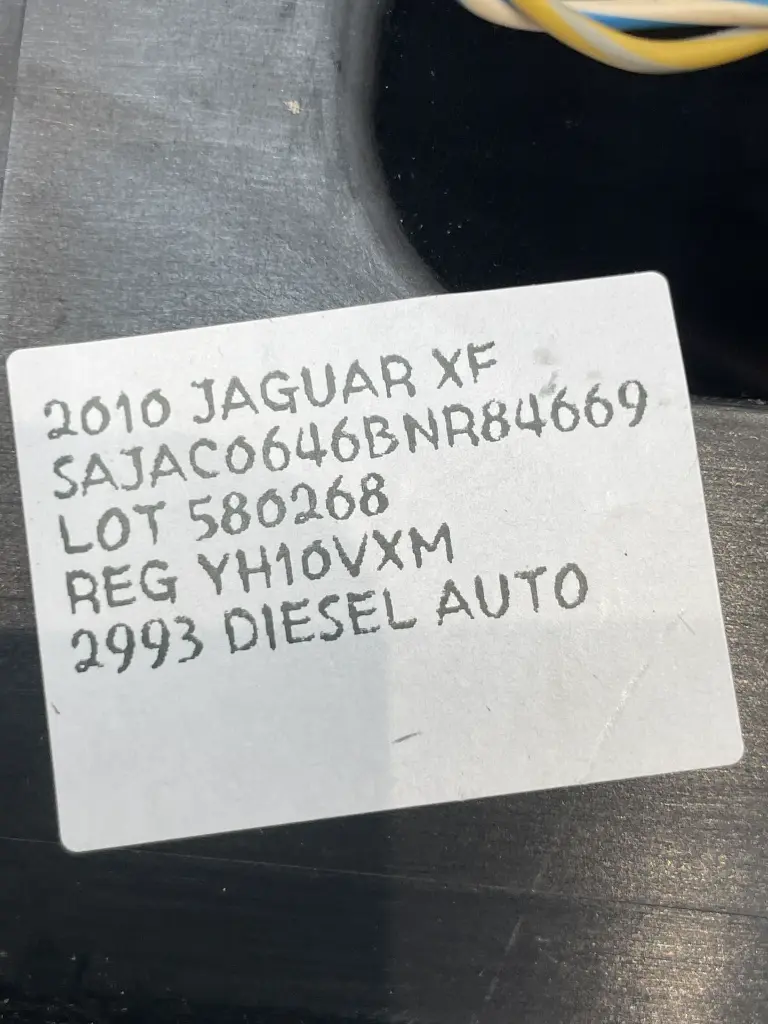 2010 JAGUAR XF
SAJAC0646BNR84669
LOT 580268
REG YH10VXM
2993 DIESEL AUTO